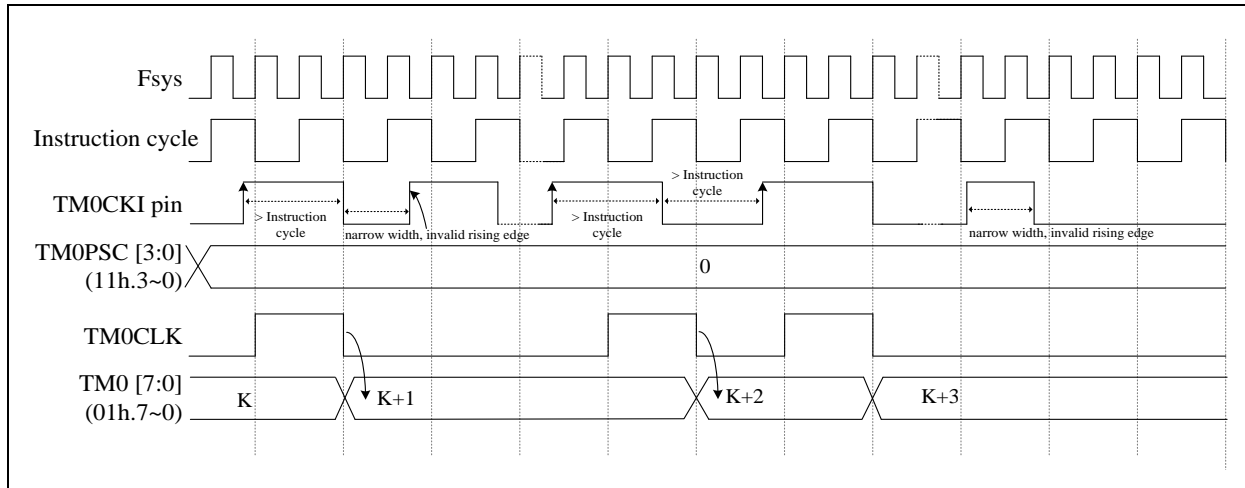 Fsys
Instruction cycle
> Instruction
cycle
TM0CKI pin
> Instruction
cycle
narrow width, invalid rising edge
> Instruction
cycle
narrow width, invalid rising edge
TM0PSC [3:0]
(11h.3~0)
0
TM0CLK
TM0 [7:0]
(01h.7~0)
K
K+1
K+2
K+3